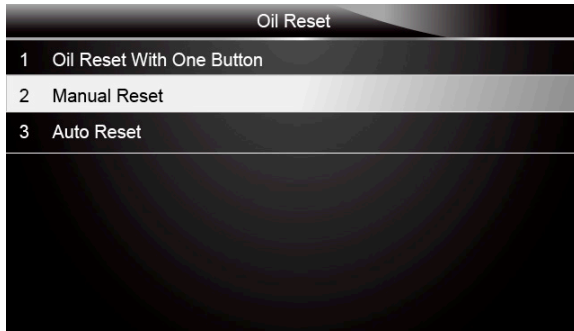 Oil Reset
1 Oil Reset With One Button
2 Manual Reset
3 Auto Reset